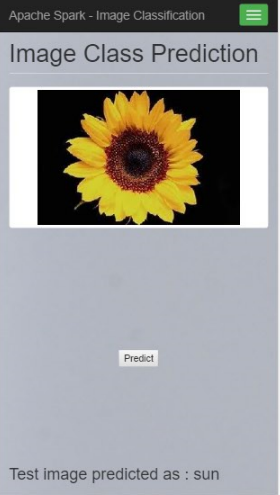 Apache Spark - Image Classification
Image Class Prediction
Predict
Test image predicted as : sun